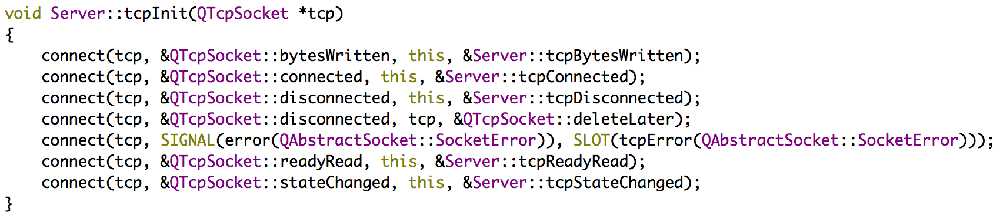 void Server::tcpInit(QTcpSocket *tcp)
{
    connect(tcp, &QTcpSocket::bytesWritten, this, &Server::tcpBytesWritten);
    connect(tcp, &QTcpSocket::connected, this, &Server::tcpConnected);
    connect(tcp, &QTcpSocket::disconnected, this, &Server::tcpDisconnected);
    connect(tcp, &QTcpSocket::disconnected, tcp, &QTcpSocket::deleteLater);
    connect(tcp, SIGNAL(error(QAbstractSocket::SocketError)), SLOT(tcpError(QAbstractSocket::SocketError)));
    connect(tcp, &QTcpSocket::readyRead, this, &Server::tcpReadyRead);
    connect(tcp, &QTcpSocket::stateChanged, this, &Server::tcpStateChanged);
}